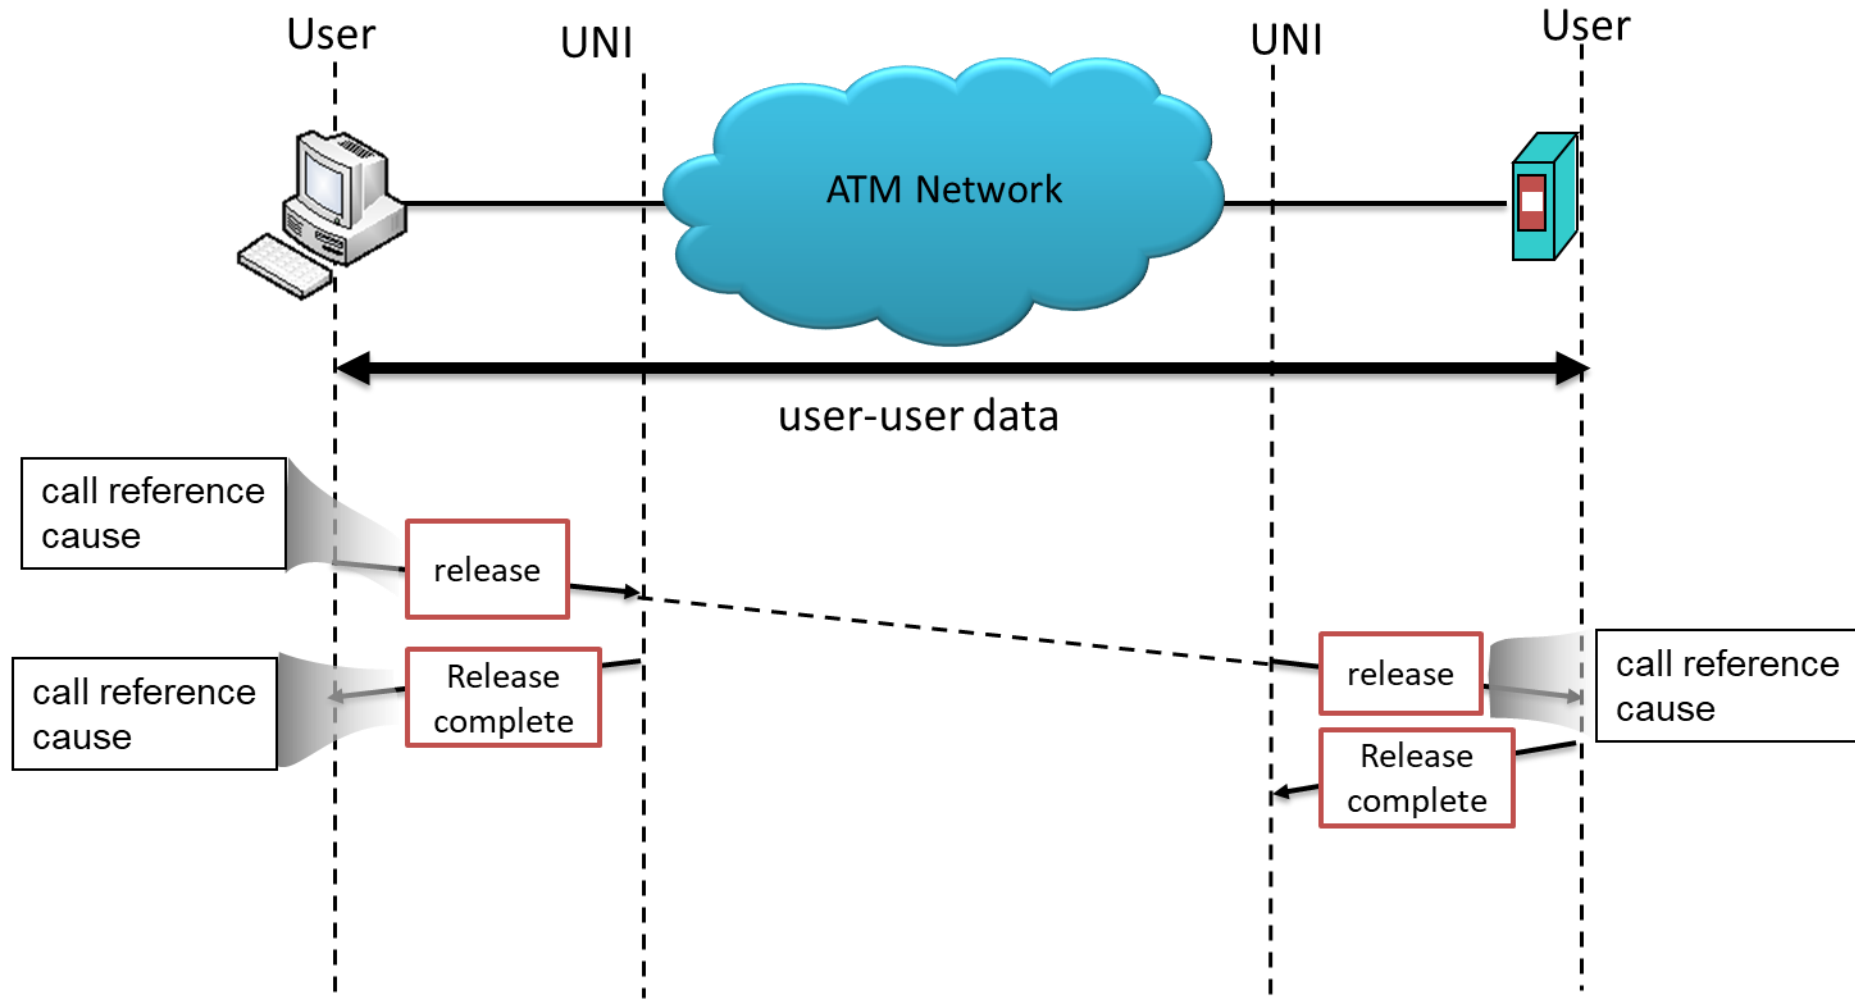 User
UNI
UNI
User
ATM Network
user-user data
call reference
cause
release
Release
complete
call reference
cause
release
call reference
cause
Release
complete